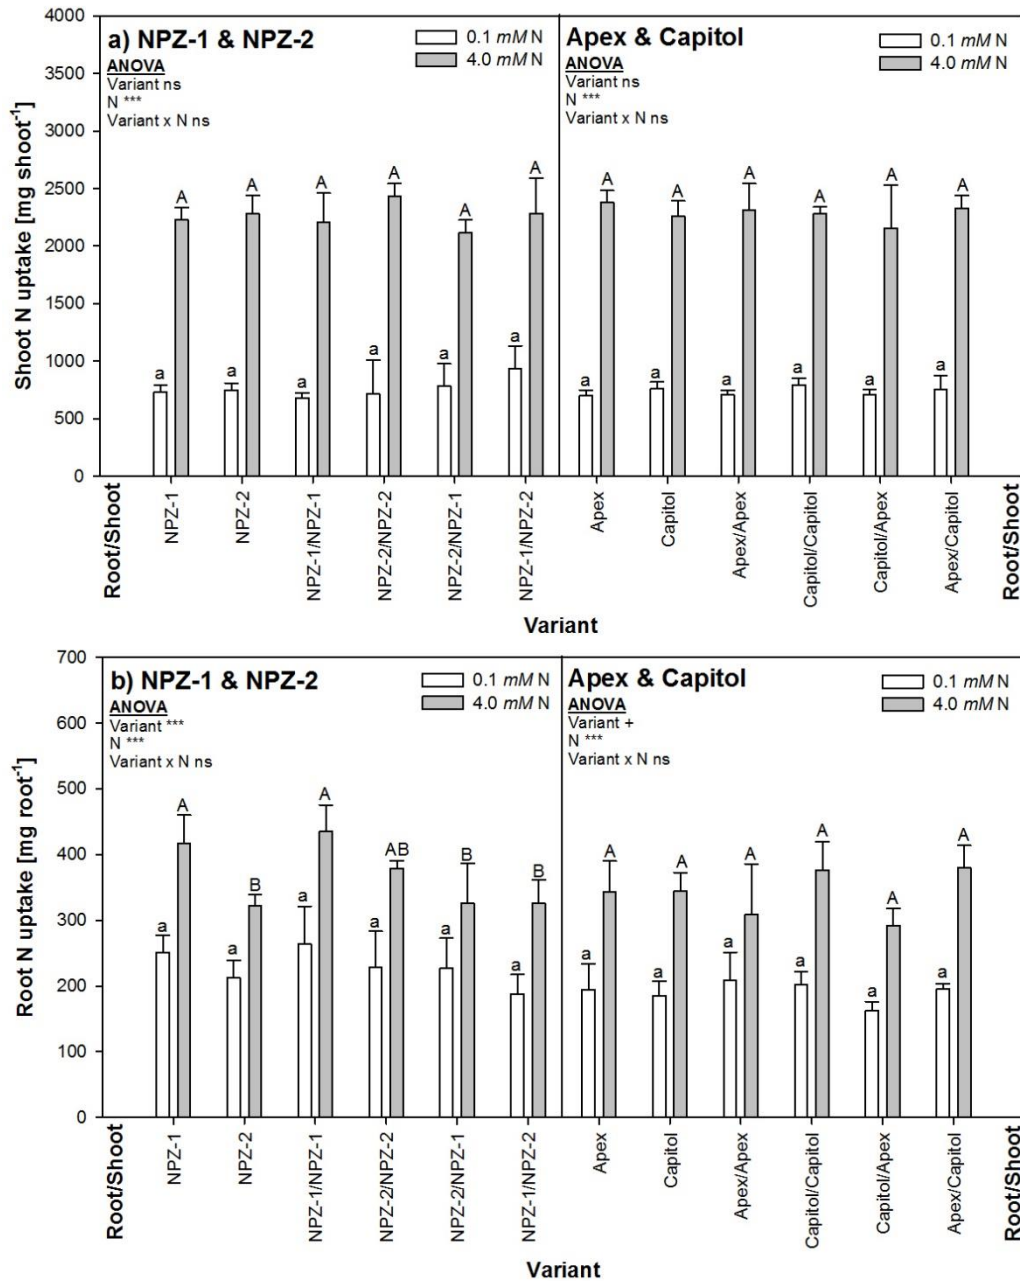 a) NPZ-1 & NPZ-2
ANOVA
Variant ns
N ***
Variant x N ns
0.1 mM N
4.0 mM N
Apex & Capitol
ANOVA
Variant ns
N ***
Variant x N ns
0.1 mM N
4.0 mM N
Shoot N uptake [mg shoot⁻¹]
4000
3500
3000
2500
2000
1500
1000
500
0
a A a A a A a A a A a A a A a A a A a A a A a A
Root/Shoot
NPZ-1
NPZ-2
NPZ-1/NPZ-1
NPZ-2/NPZ-2
NPZ-2/NPZ-1
NPZ-1/NPZ-2
Apex
Capitol
Apex/Apex
Capitol/Capitol
Capitol/Apex
Apex/Capitol
Root/Shoot
Variant
b) NPZ-1 & NPZ-2
ANOVA
Variant ***
N ***
Variant x N ns
0.1 mM N
4.0 mM N
Apex & Capitol
ANOVA
Variant +
N ***
Variant x N ns
0.1 mM N
4.0 mM N
Root N uptake [mg root⁻¹]
700
600
500
400
300
200
100
0
a A a B a A a AB a B a B a A a A a A a A a A a A
Root/Shoot
NPZ-1
NPZ-2
NPZ-1/NPZ-1
NPZ-2/NPZ-2
NPZ-2/NPZ-1
NPZ-1/NPZ-2
Apex
Capitol
Apex/Apex
Capitol/Capitol
Capitol/Apex
Apex/Capitol
Root/Shoot
Variant